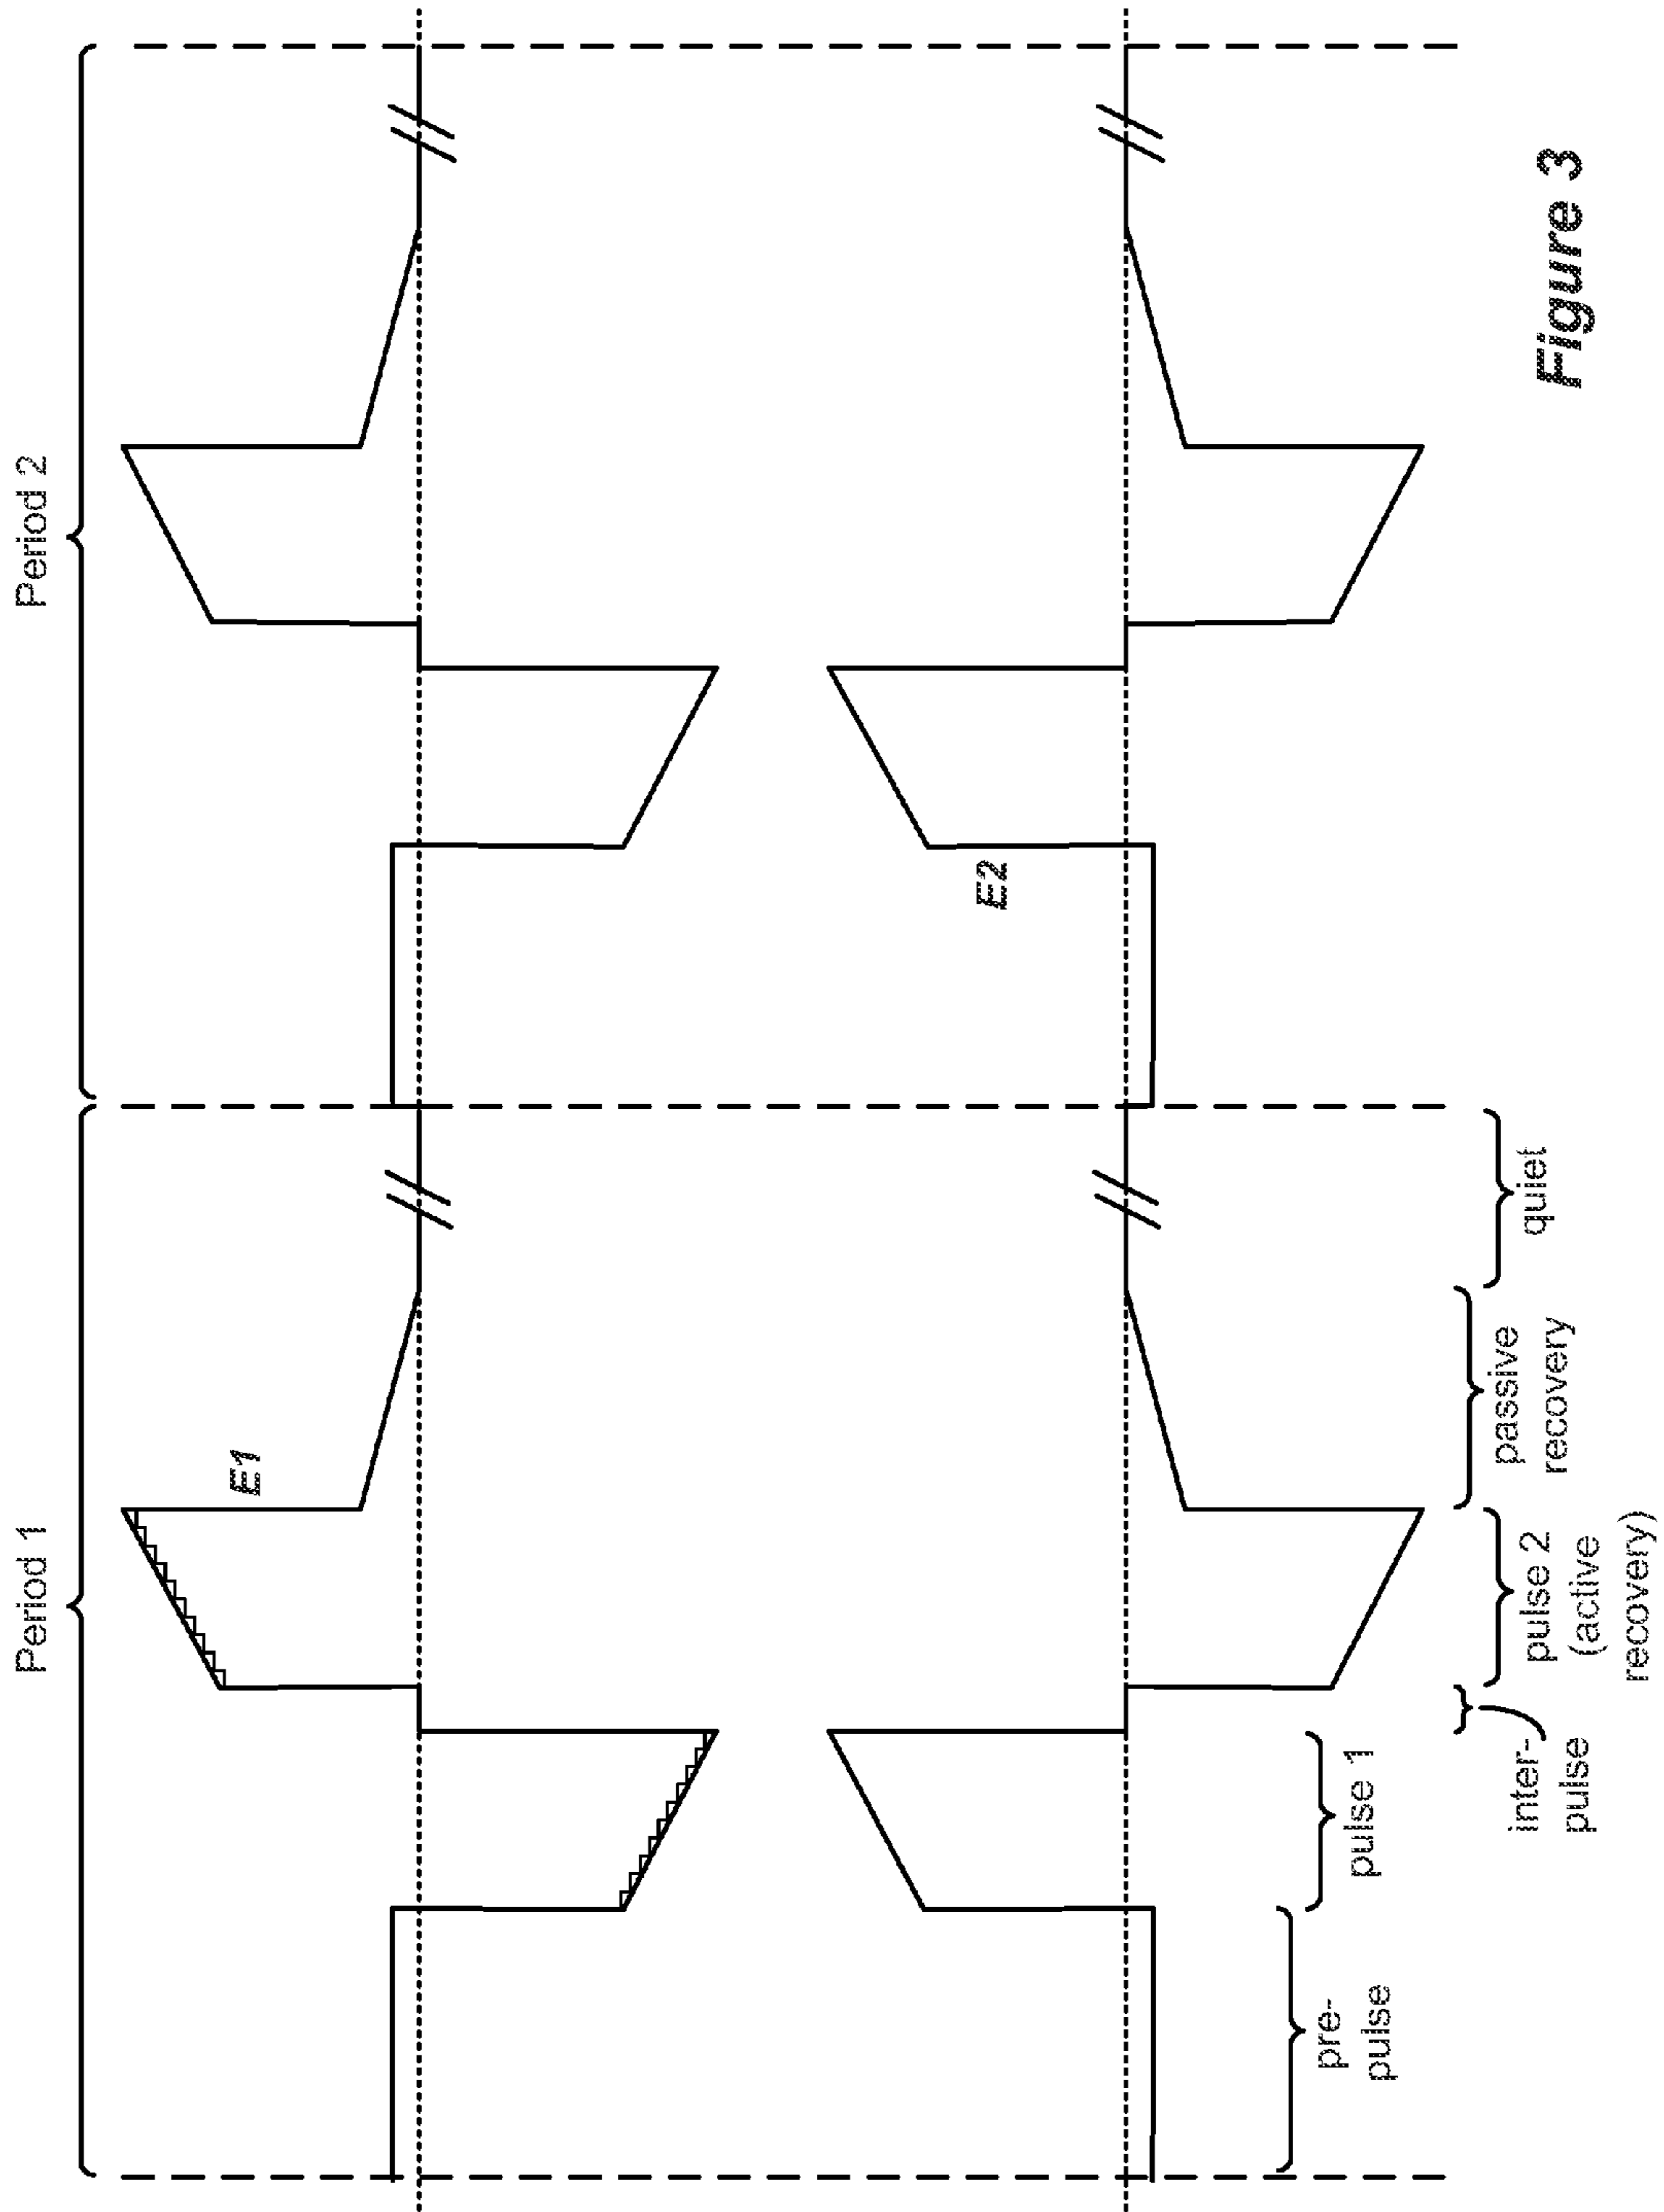 Period 1
Period 2
E1
E2
pre-
pulse
pulse 1
inter-
pulse
pulse 2
(active
recovery)
passive
recovery
quiet
Figure 3